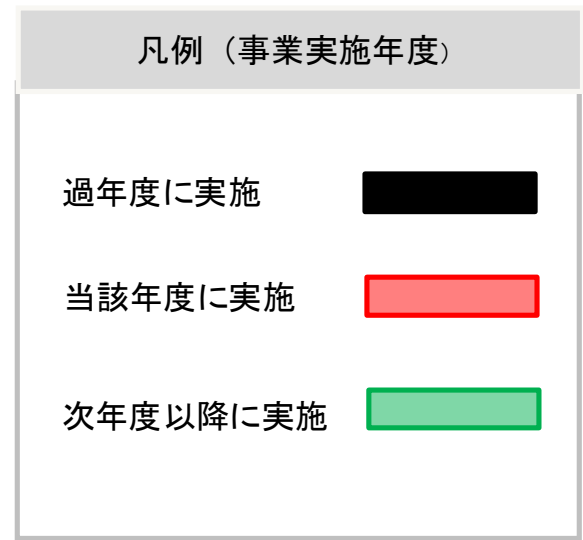 凡例（事業実施年度）
過年度に実施
当該年度に実施
次年度以降に実施